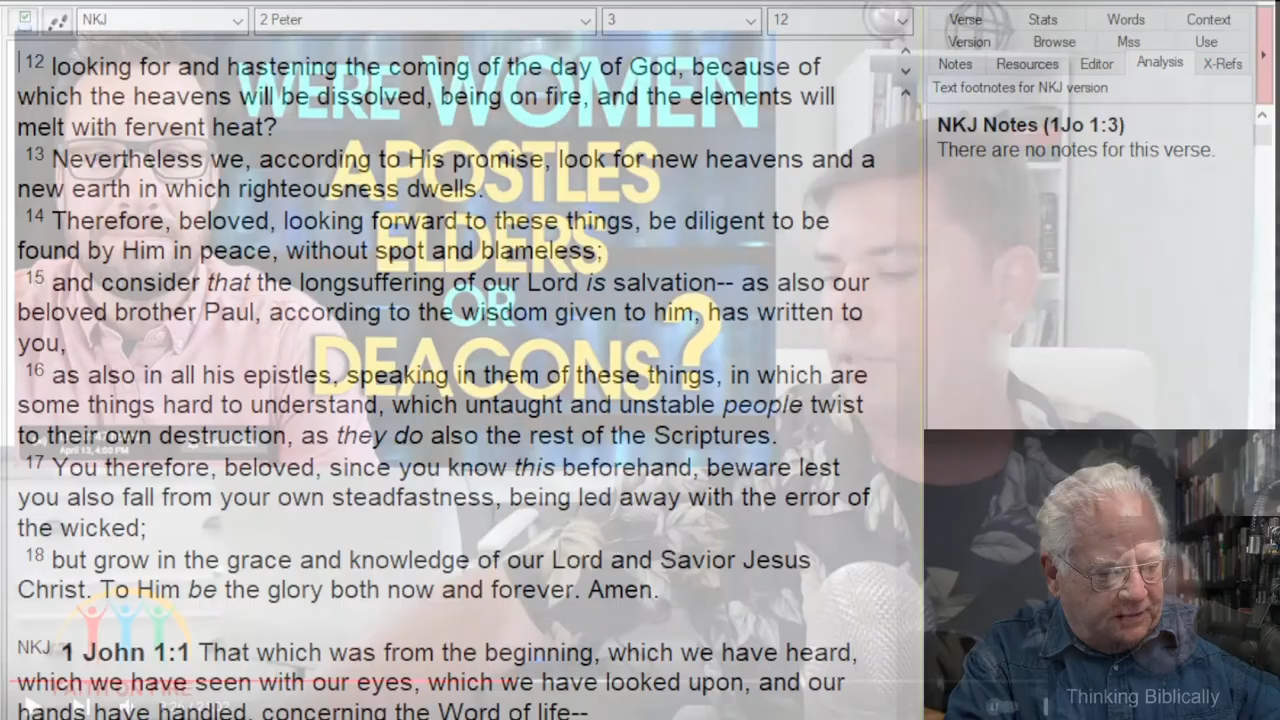 NKJ
2 Peter
3
12
12 looking for and hastening the coming of the day of God, because of
which the heavens will be dissolved, being on fire, and the elements will
melt with fervent heat?
13 Nevertheless we, according to His promise, look for new heavens and a
new earth in which righteousness dwells.
14 Therefore, beloved, looking forward to these things, be diligent to be
found by Him in peace, without spot and blameless;
15 and consider that the longsuffering of our Lord is salvation-- as also our
beloved brother Paul, according to the wisdom given to him, has written to
you,
16 as also in all his epistles, speaking in them of these things, in which are
some things hard to understand, which untaught and unstable people twist
to their own destruction, as they do also the rest of the Scriptures.
17 You therefore, beloved, since you know this beforehand, beware lest
you also fall from your own steadfastness, being led away with the error of
the wicked;
18 but grow in the grace and knowledge of our Lord and Savior Jesus
Christ. To Him be the glory both now and forever. Amen.
NKJ 1 John 1:1 That which was from the beginning, which we have heard,
which we have seen with our eyes, which we have looked upon, and our
hands have handled, concerning the Word of life--
WERE WOMEN
APOSTLES
ELDERS
OR
DEACONS?
April 13, 4:00 PM
FAITH ON FIRE
Verse Stats Words Context
Version Browse Mss Use
Notes Resources Editor Analysis X-Refs
Text footnotes for NKJ version
NKJ Notes (1Jo 1:3)
There are no notes for this verse.
Thinking Biblically